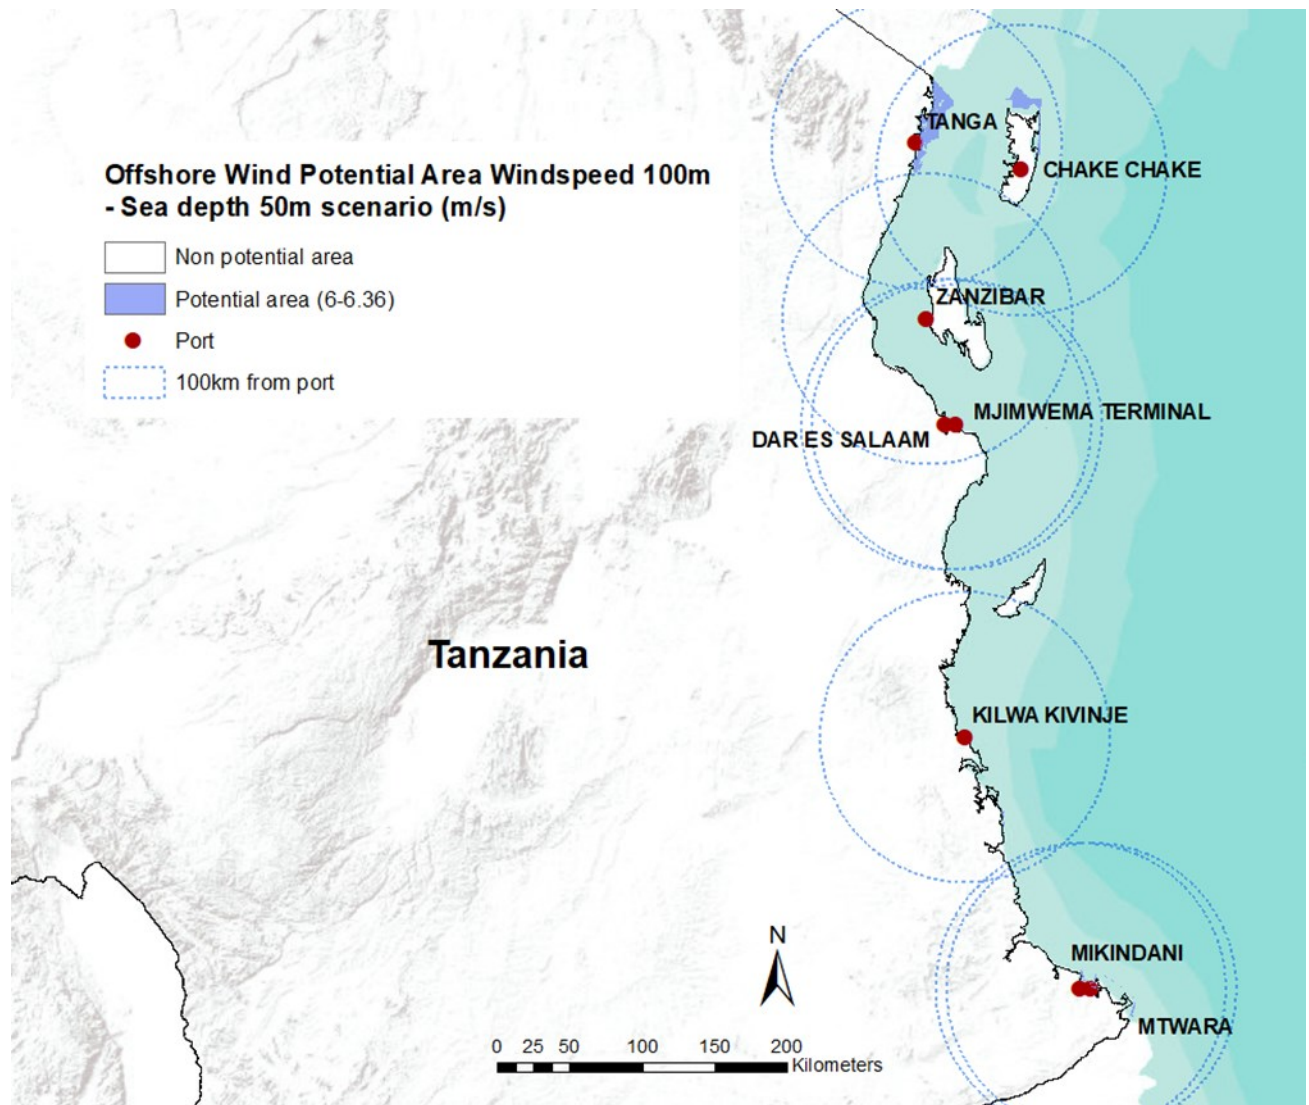 TANGA
CHAKE CHAKE
Offshore Wind Potential Area Windspeed 100m
- Sea depth 50m scenario (m/s)
Non potential area
Potential area (6-6.36)
Port
100km from port
ZANZIBAR
MJIMWEMA TERMINAL
DAR ES SALAAM
Tanzania
KILWA KIVINJE
N
MIKINDANI
MTWARA
0 25 50 100 150 200
Kilometers